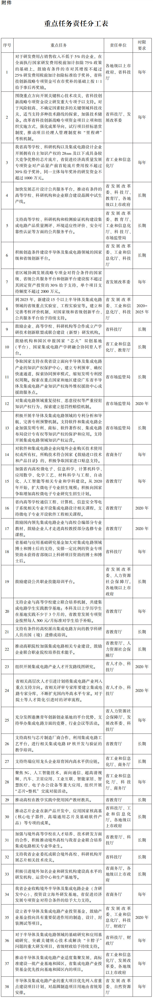 附件
重点任务责任分工表
序号 重点任务 责任单位 时限
要求
1
对于研发费用占销售收入不低于 5%的企业，在
全面执行国家研发费用税前加计扣除 75%政策
的基础上，鼓励有条件的市对其增按不超过
25%研发费用税前加计扣除标准给予奖补，省科
技创新战略专项资金可在市奖补的基础上按 1∶1
给予事后再奖励。
各地级以上市
政府，省科技
厅
每年
2
围绕重点方向开展关键核心技术攻关，省科技创
新战略专项资金设立研发重大专项予以支持。对
于风险较高、不确定因素较多的关键领域科技攻
关，适当支持多种技术路线的探索，加强技术储
备。改革省科技创新战略专项资金项目立项和组
织实施方式，强化成果导向，试行项目招标悬赏
制度，推动项目经理人管理制度和“里程碑”
考核机制。
省科技厅、发
展改革委
每年
3
我省高等学校、科研机构以及集成电路设计企业
开展拥有自主知识产权的 28nm 及以下或具备较
大竞争优势的芯片流片，省促进经济高质量发展
专项资金对产品量产前首轮流片费用按不超过
30%给予奖补，同一主体每年奖补的研发资金不
超过 1000 万元。
省工业和信息
化厅
每年
4
加快发展芯片设计公共服务平台，推动有条件的
高等学校、科研机构和企业联合建设晶圆中试生
产线。
省发展改革
委、科技厅、
教育厅，各地
级以上市政府
长期
5
支持高等学校、科研机构和检测验证机构建设集
成电路产品质量测评、环境适应性评价、安全可
靠性认证等方面的公共服务平台。
省发展改革
委、教育厅、
工业和信息化
厅、科技厅、
市场监管局
长期
6
积极创造条件建设半导体及集成电路领域的国家
级和省级创新平台。
省发展改革
委、工业和信
息化厅、科技
厅
长期
7
省区域协调发展战略专项金对符合条件的国家
级、省级公共服务平台和创新平台建设按不超过
其固定资产投资的 30%给予支持，单个项目支
持额度不超过 2000 万元。
省发展改革委
每年
8
到 2025 年，新建设 15 个以上半导体及集成电路
领域的省级重点实验室、工程实验室等。建立和
完善考核评价机制，对国家级和省级创新平台、
公共服务平台给予持续支持。
省发展改革
委、工业和信
息化厅、科技
厅
2020-
2025 年
9
鼓励企业、高等学校、科研机构等合作成立产学
研技术创新联盟或联合建设（新型）研发机构。
省科技厅
长期
10
鼓励机构和园区申报国家“芯火”双创基地
(平台)、国家集成电路产学研融合协同育人平
台。
省工业和信息
化厅、教育厅
长期
11
争取国家支持在我省设立面向半导体及集成电路
产业的知识产权保护中心，建立专利预审、确权
快速通道，探索协同预审模式，缩短发明专利授
权周期。探索在重点国家和地区建设广东省半导
体及集成电路产业知识产权海外维权援助中心或
援助服务点。
省市场监管局
长期
12
对集成电路领域重复侵权、恶意侵权等严重侵犯
知识产权行为，探索建立惩罚性赔偿机制。
省市场监管局
2020 年
13
积极开展半导体及集成电路领域的专利分析和导
航，完善专利预警机制。支持软件和集成电路企
业加强发明专利、商标、软件著作权、集成电路
布局设计专有权等知识产权的保护和应用。支持
开展集成电路领域知识产权运营。
省市场监管局
长期
14
对软件和集成电路企业向境外企业购买技术使用
权或所有权，所购技术符合国家《鼓励进口技术
和产品目录》的，积极争取国家进口贴息支持。
省商务厅
每年
15
加强省内高校微电子、信息科学、计算机科学、
应用数学、化学工艺、材料科学与工程、自动
化、人工智能等相关专业和学科建设。从 2020
年开始，扩大微电子专业招生规模；积极向国家
争取增加高校微电子专业研究生招生计划。
省教育厅
每年
16
省内高等学校通信工程、计算机、信息安全等电
子系统相关专业开设集成电路设计相关课程，支
持微电子专业开设软件工程相关课程。
省教育厅
2020 年
17
鼓励国内领先集成电路企业与高校合编部分专业
教材，鼓励企业人才走进高校教授部分选修专业
课程。
省教育厅
2020 年
18
省基础与应用基础研究基金加大对集成电路领域
博士和博士后的支持，安排一定比例的资金专项
资助未获得省部级以上科研项目资助的博士和博
士后。
省科技厅
每年
19
鼓励建设公共职业技能培训平台。
省发展改革
委、人力资源
社会保障厅，
各地级以上市
政府
长期
20
支持企业与高等学校建立联合培养机制，共建集
成电路学生实践教学基地；本科及以上学历学生
在基地实践不少于 3 个月的，省教育发展专项资
金按照每人 500 元/月标准对学生给予补贴。
省教育厅
每年
21
支持有条件的高校派出集成电路方向的教学科研
人员出国（境）进修或培训。
省教育厅
长期
22
推动高职院校加强集成电路相关专业建设，鼓励
企业联合职业院校培养技术能手。
省教育厅、人
力资源社会保
障厅
长期
23
组织开展集成电路产业人才开发路线图研究。
省人才办、科
技厅
2020 年
24
省相关高层次人才引进计划将集成电路产业列入
重点支持方向。省相关评审专家库要建立集成电
路专家分库，不断扩充国内外高水平专家。对于
院士等人才简化引进时的评审流程。
省人才办、科
技厅
2020 年
25
充分发挥港澳青年创新创业基地的平台优势，支
持举办集成电路方面的竞赛、行业会议等活动。
省人力资源社
会保障厅、发
展改革委、科
技厅
每年
26
支持高校与芯片制造厂商合作，利用集成电路工
艺平台，进行相关集成电路 IP 核开发与验证的
教学培训。
省教育厅
长期
27
支持终端应用龙头企业培育国内高水平供应链。
省工业和信息
化厅、商务厅
长期
28
聚焦 5G、人工智能技术，面向通信、超高清视
频、汽车、卫星应用、工业互联、智能家居、智
慧医疗、电子办公设备等重大应用，组织开展
“芯片-整机”交流对接活动。
省工业和信息
化厅、科技
厅、商务厅
每年
29
推动高校在教学实践中使用国产教材教具。
省教育厅
长期
30
推动芯片企业在新产品开发中，应用国家核高基
(核心电子器件、高端通用芯片及基础软件产
品）等专项的成果。
省科技厅、工
业和信息化
厅，各地级以
上市政府
长期
31
加强与境外高等学校在人才培养、技术研发方面
的合作，积极推动境外高校与我省企业联合培养
集成电路相关专业毕业生。
省教育厅、科
技厅
长期
32
支持我省企业委托或联合境外高校、科研机构开
展芯片相关技术攻关。
省科技厅
长期
33
积极引进境外知名企业和研发机构建设高水平的
研发机构、运营中心和生产基地等。
省商务厅，各
地级以上市政
府
长期
34
我省企业收购境外半导体及集成电路企业（含研
发中心）、投资设立海外研发基地，省促进经济
发展专项资金对符合条件的给予大力支持。
省商务厅
每年
35
设立省半导体及集成电路产业投资基金，鼓励产
业基金投向具有重要促进作用的制造、设计、封
装测试等项目。
省发展改革
委、工业和信
息化厅、科技
厅、财政厅
2020 年
36
对于半导体及集成电路领域的基础研究和应用基
础研究、突破关键核心技术或解决“卡脖子”
问题的重大研发项目，省级财政给予持续支持。
省科技厅、财
政厅
每年
37
推动半导体及集成电路产业适度集聚发展，高标
准建设一批产业基地和园区，省集成电路产业投
资基金优先投向基地和园区内的项目。
省工业和信息
化厅、发展改
革委，各地级
以上市政府
每年
38
半导体及集成电路产业的重大项目优先列入省重
点建设项目计划，对晶圆制造项目用地由省统筹
安排。
省发展改革
委、自然资源
厅
每年